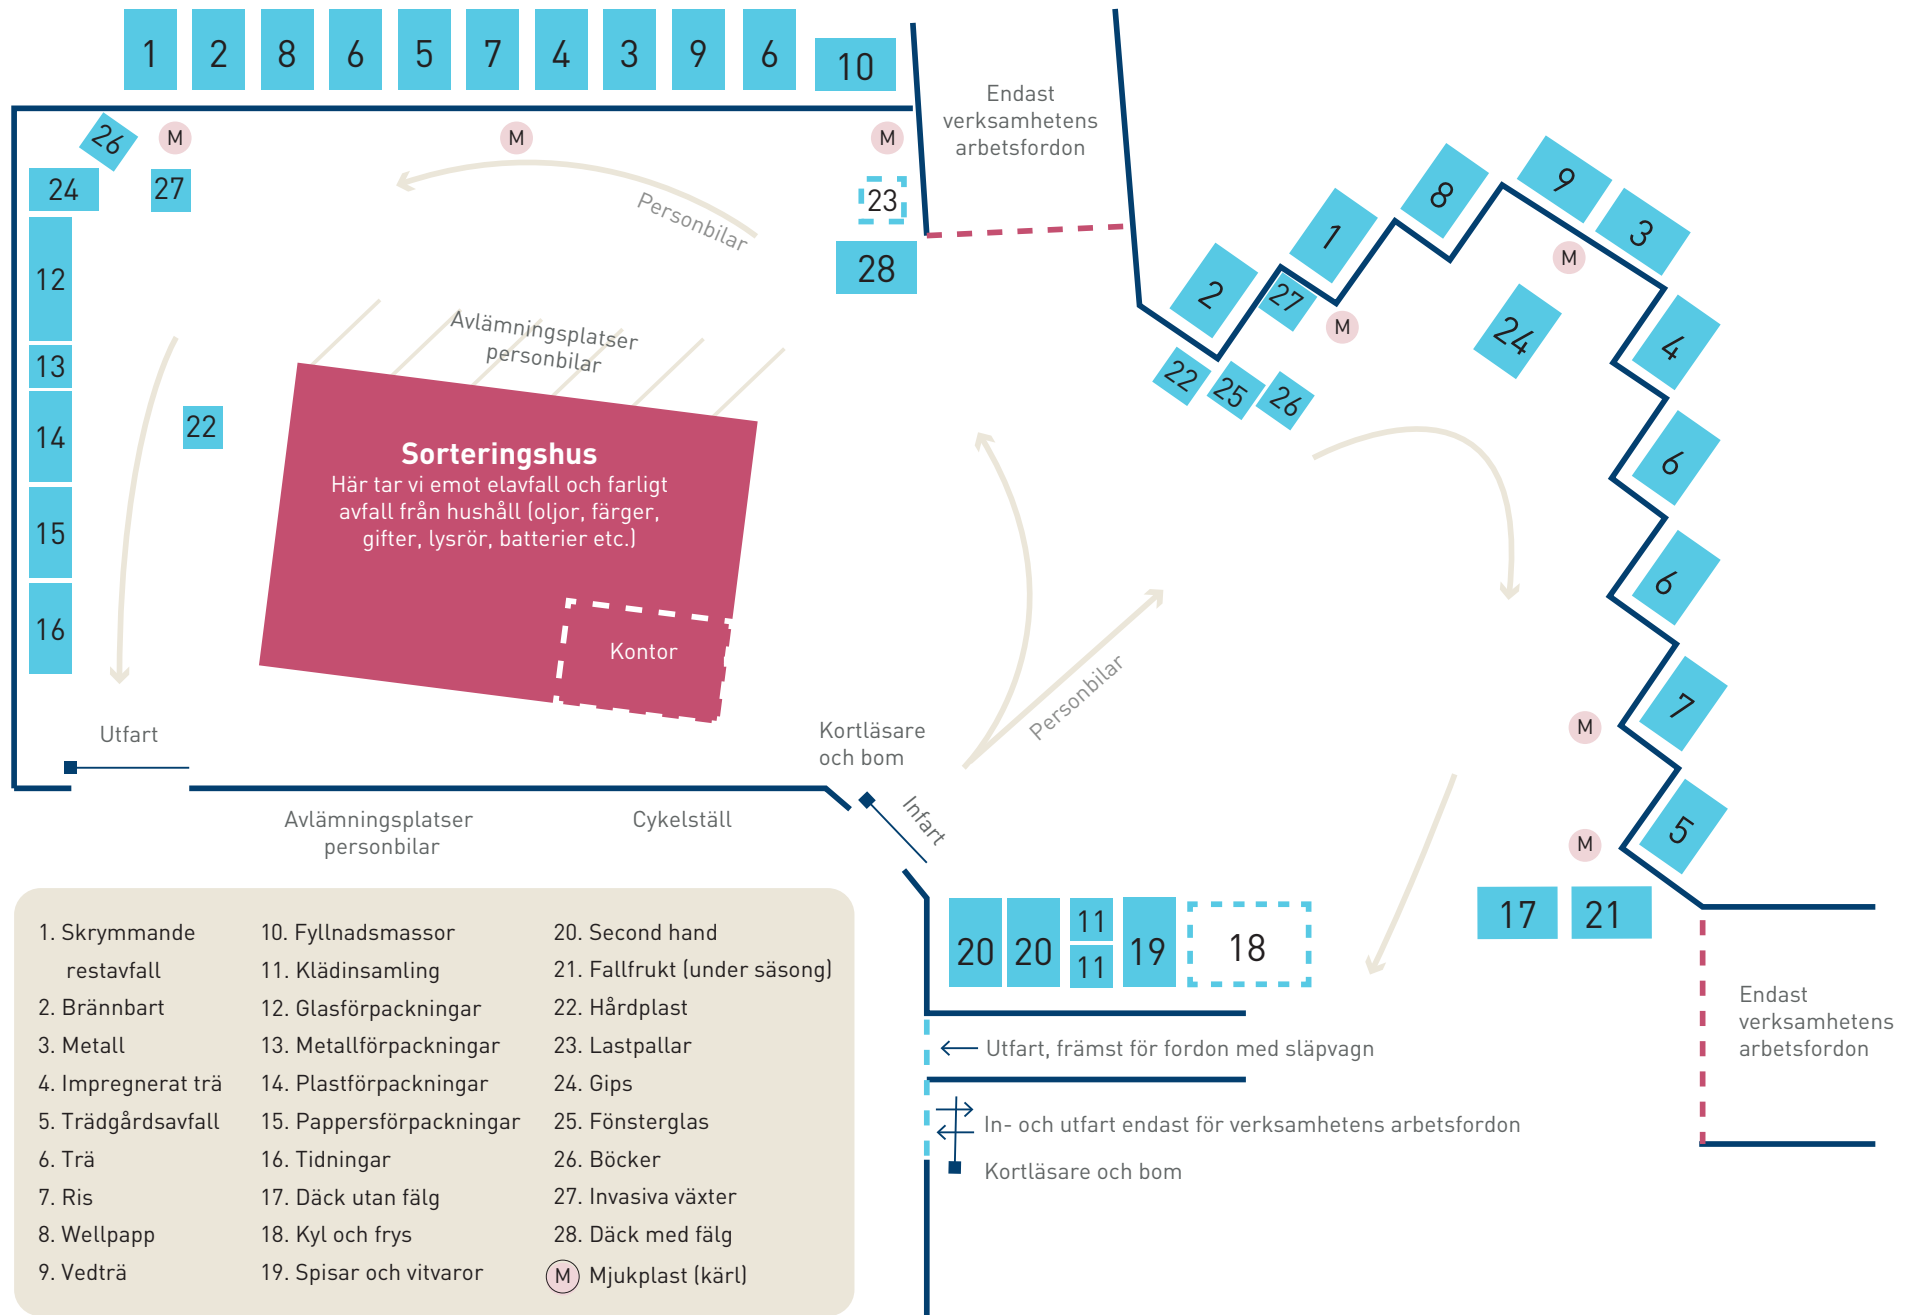 1 2 8 6 5 7 4 3 9 6 10
Endast
verksamhetens
arbetsfordon
26 M M M
24 27 23
Personbilar
28
12
13
14
15
16
22
Avlämningsplatser
personbilar
Sorteringshus
Här tar vi emot elavfall och farligt
avfall från hushåll (oljor, färger,
gifter, lysrör, batterier etc.)
Kontor
Utfart
Kortläsare
och bom
Infart
Personbilar
2 1 8 9 3
27 M M
24
22 25 26
4
6
6
7
M
5
M
17 21
Avlämningsplatser
personbilar
Cykelställ
20 20 11 11 19 18
Endast
verksamhetens
arbetsfordon
Utfart, främst för fordon med släpvagn
In- och utfart endast för verksamhetens arbetsfordon
Kortläsare och bom
1. Skrymmande
restavfall
2. Brännbart
3. Metall
4. Impregnerat trä
5. Trädgårdsavfall
6. Trä
7. Ris
8. Wellpapp
9. Vedträ
10. Fyllnadsmassor
11. Klädinsamling
12. Glasförpackningar
13. Metallförpackningar
14. Plastförpackningar
15. Pappersförpackningar
16. Tidningar
17. Däck utan fälg
18. Kyl och frys
19. Spisar och vitvaror
20. Second hand
21. Fallfrukt (under säsong)
22. Hårdplast
23. Lastpallar
24. Gips
25. Fönsterglas
26. Böcker
27. Invasiva växter
28. Däck med fälg
M Mjukplast (kärl)